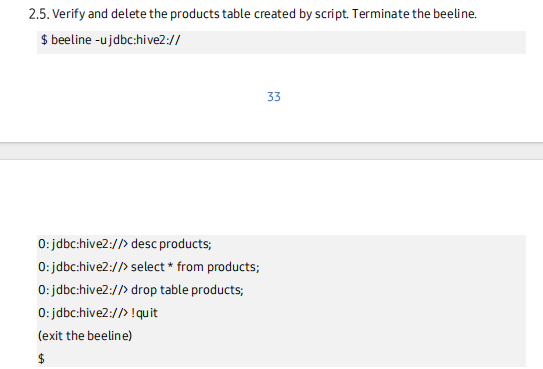 2.5. Verify and delete the products table created by script. Terminate the beeline.
$ beeline -u jdbc:hive2://
33
0: jdbc:hive2://> desc products;
0: jdbc:hive2://> select * from products;
0: jdbc:hive2://> drop table products;
0: jdbc:hive2://> !quit
(exit the beeline)
$